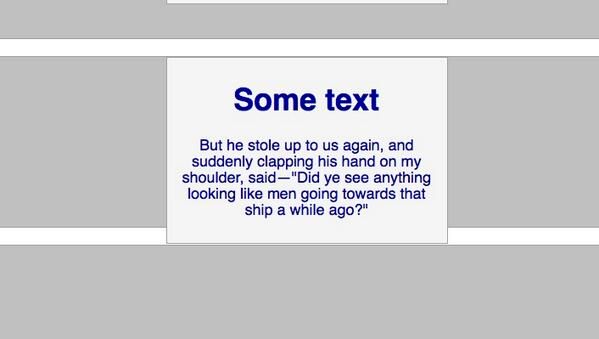 Some text
But he stole up to us again, and
suddenly clapping his hand on my
shoulder, said—"Did ye see anything
looking like men going towards that
ship a while ago?"